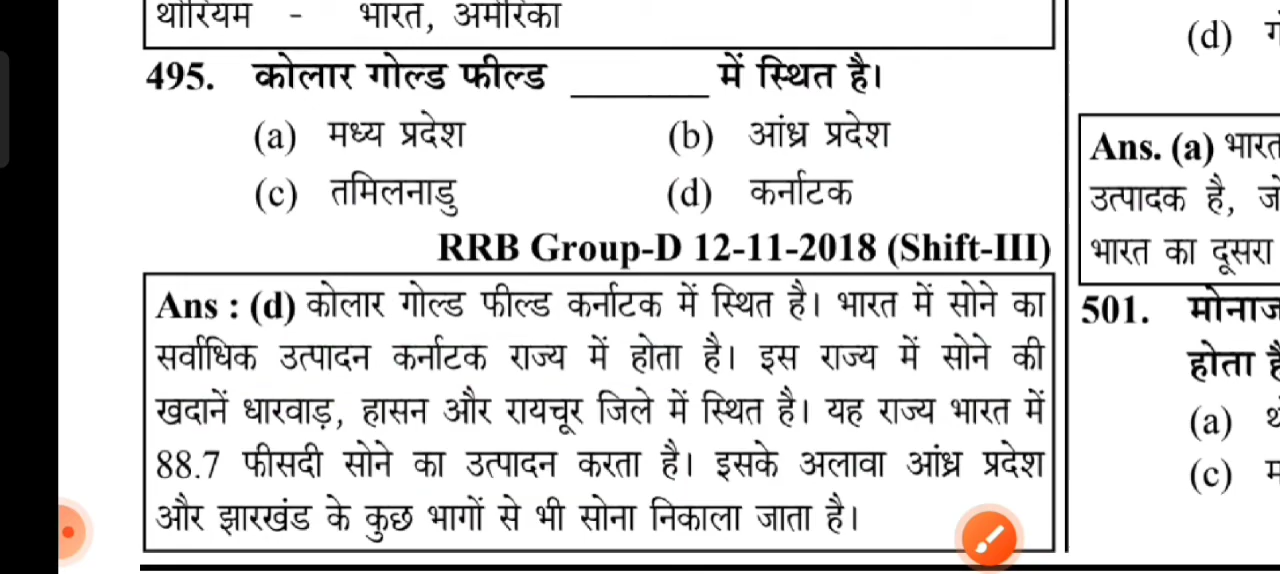 थोरियम - भारत, अमेरिका
495. कोलार गोल्ड फील्ड ________ में स्थित है।
(a) मध्य प्रदेश (b) आंध्र प्रदेश
(c) तमिलनाडु (d) कर्नाटक
RRB Group-D 12-11-2018 (Shift-III)
Ans : (d) कोलार गोल्ड फील्ड कर्नाटक में स्थित है। भारत में सोने का
सर्वाधिक उत्पादन कर्नाटक राज्य में होता है। इस राज्य में सोने की
खदानें धारवाड़, हासन और रायचूर जिले में स्थित है। यह राज्य भारत में
88.7 फीसदी सोने का उत्पादन करता है। इसके अलावा आंध्र प्रदेश
और झारखंड के कुछ भागों से भी सोना निकाला जाता है।
(d)
Ans. (a) भारत
उत्पादक है,
भारत का दूसरा
501.
होता है
(a)
(c)